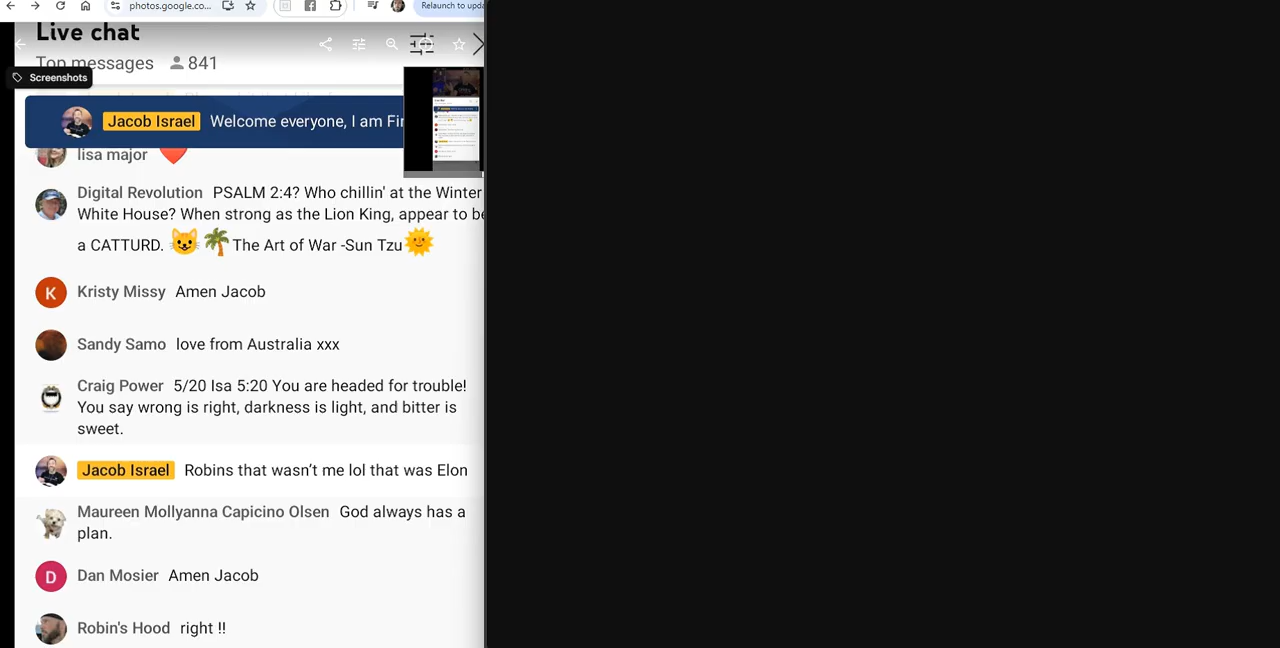 photos.google.co...
Relaunch to upda
Live chat
Top messages 841
Screenshots
Jacob Israel Welcome everyone, I am Fir
lisa major
Digital Revolution PSALM 2:4? Who chillin' at the Winter
White House? When strong as the Lion King, appear to be
a CATTURD. 😺🌴The Art of War -Sun Tzu🌞
K Kristy Missy Amen Jacob
Sandy Samo love from Australia xxx
Craig Power 5/20 Isa 5:20 You are headed for trouble!
You say wrong is right, darkness is light, and bitter is
sweet.
Jacob Israel Robins that wasn't me lol that was Elon
Maureen Mollyanna Capicino Olsen God always has a
plan.
D Dan Mosier Amen Jacob
Robin's Hood right !!